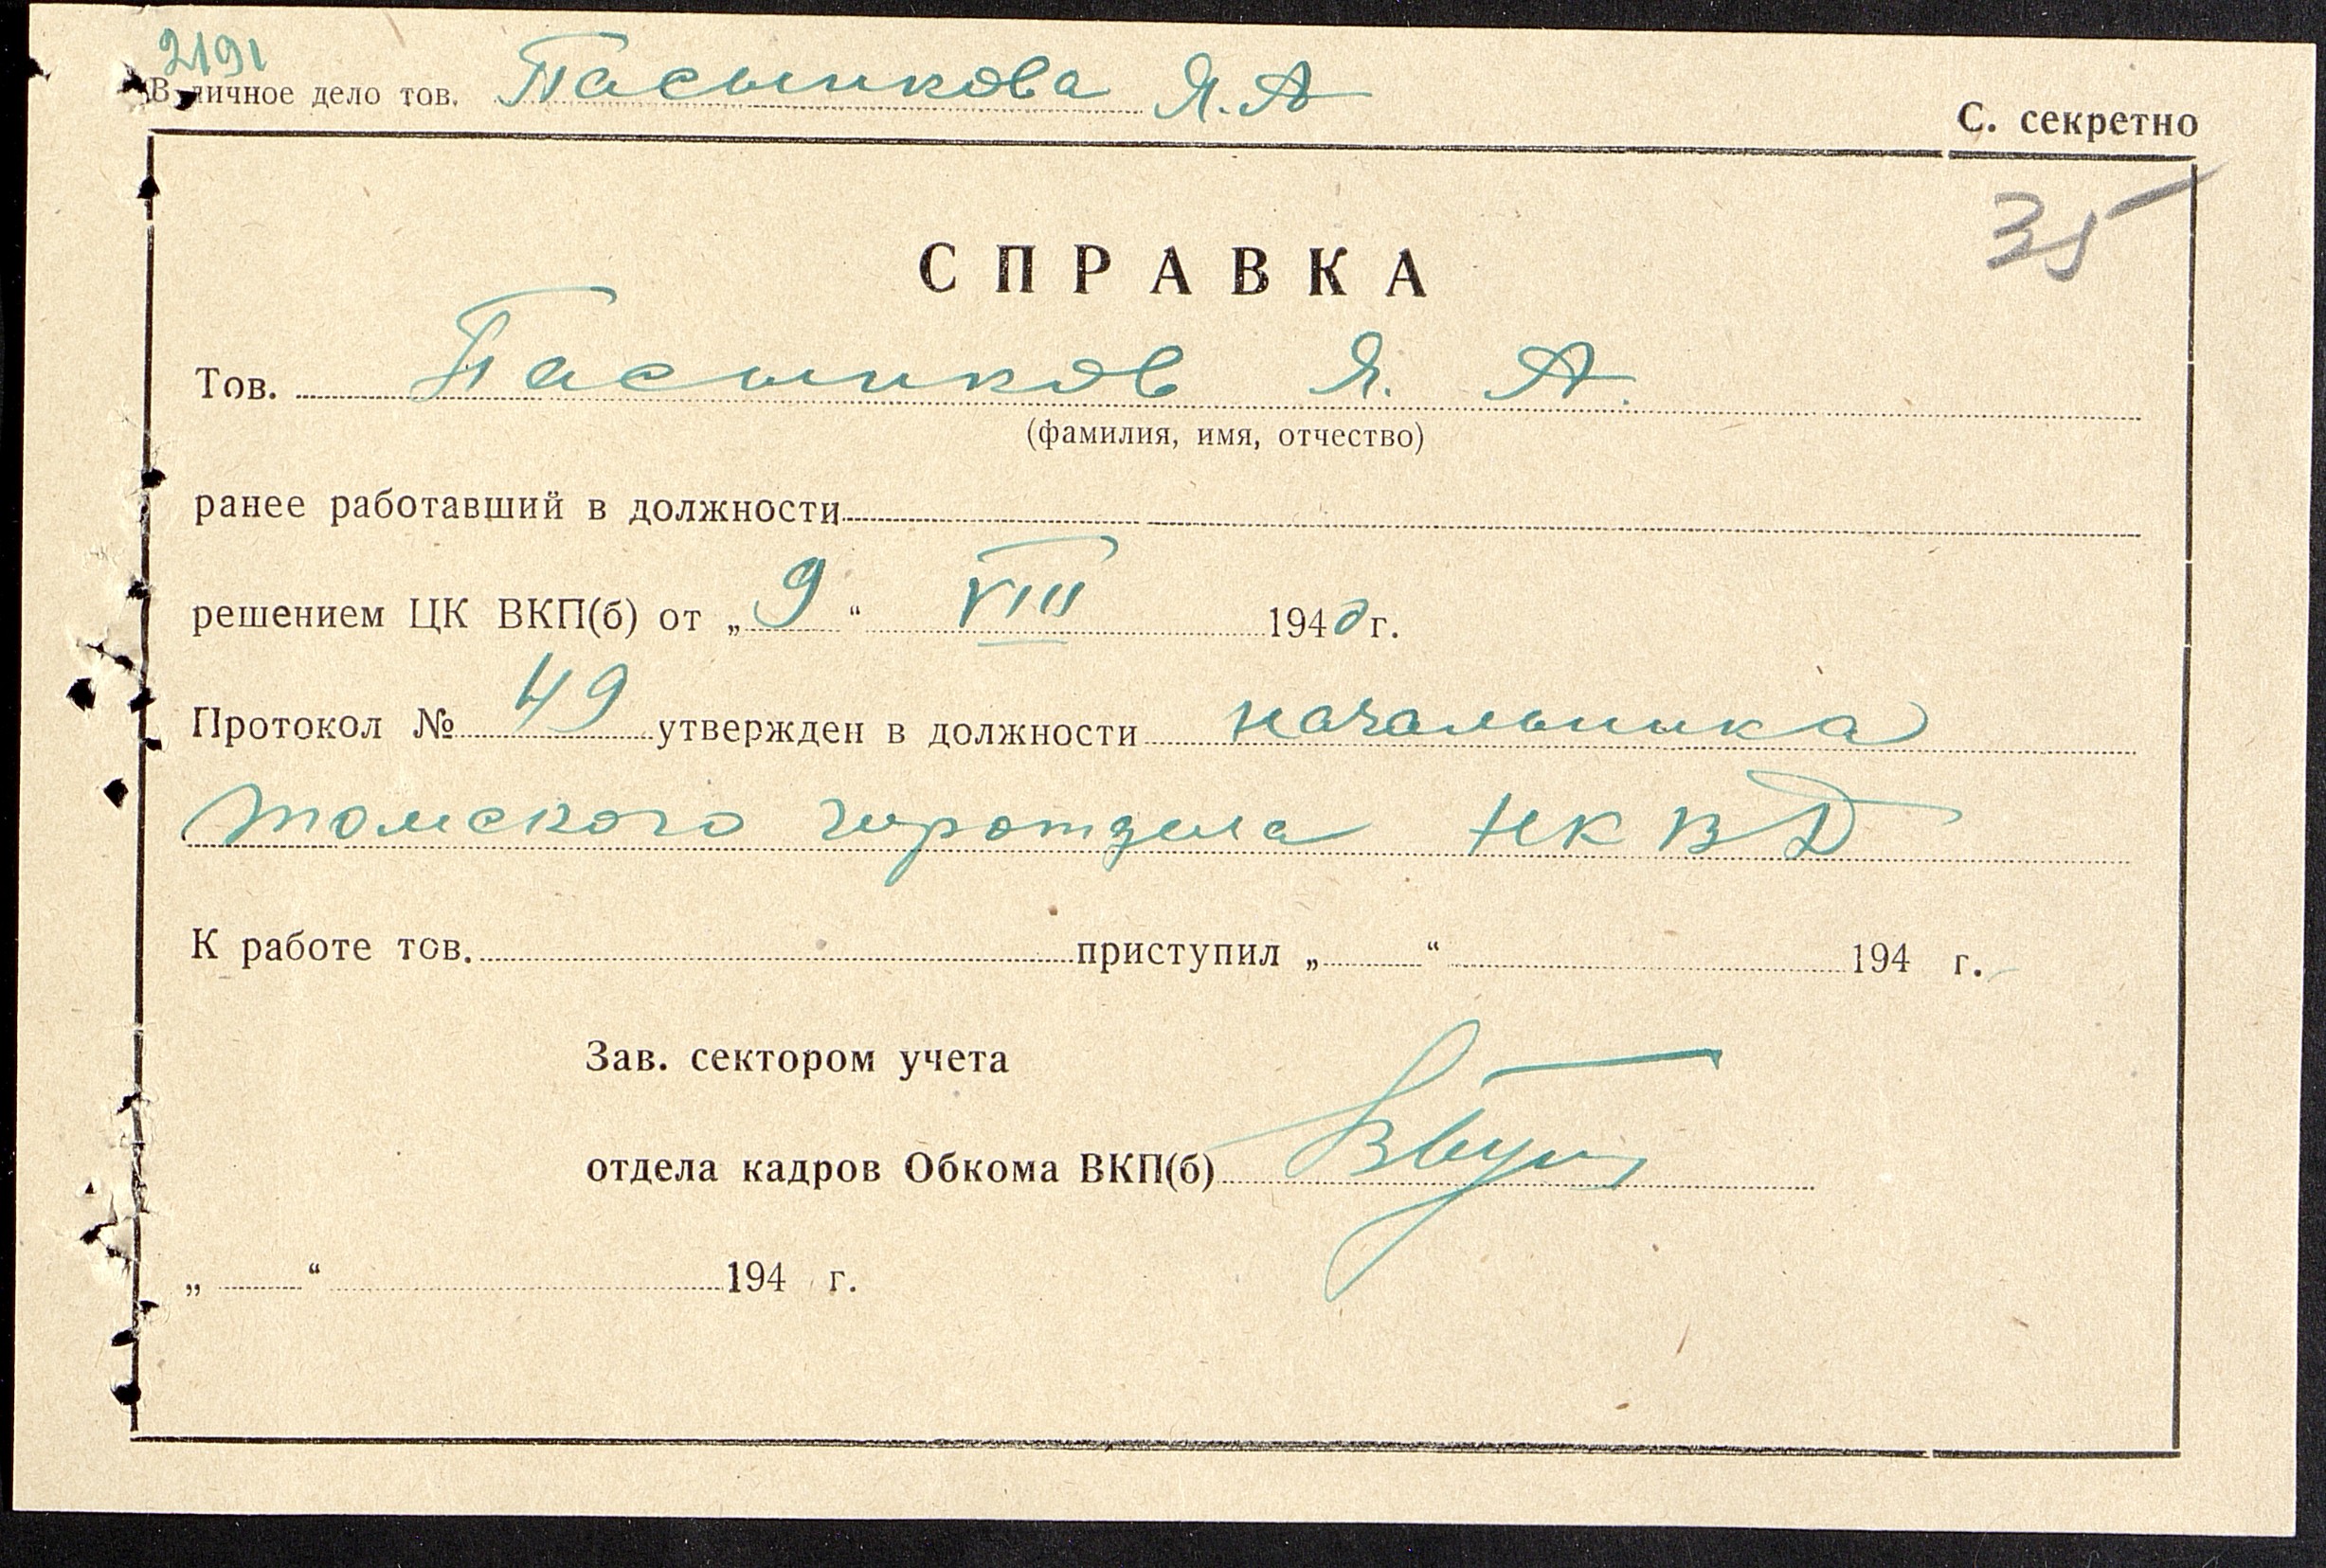 2191
В личное дело тов. Пасынкова Я. А
С. секретно
35
СПРАВКА
Тов. Пасынков Я. А.
(фамилия, имя, отчество)
ранее работавший в должности
решением ЦК ВКП(б) от „9“ VIII 1940 г.
Протокол № 49 утвержден в должности начальника
Томского горотдела НКВД
К работе тов. приступил „ “ 194 г.
Зав. сектором учета
отдела кадров Обкома ВКП(б)
„ “ 194 г.